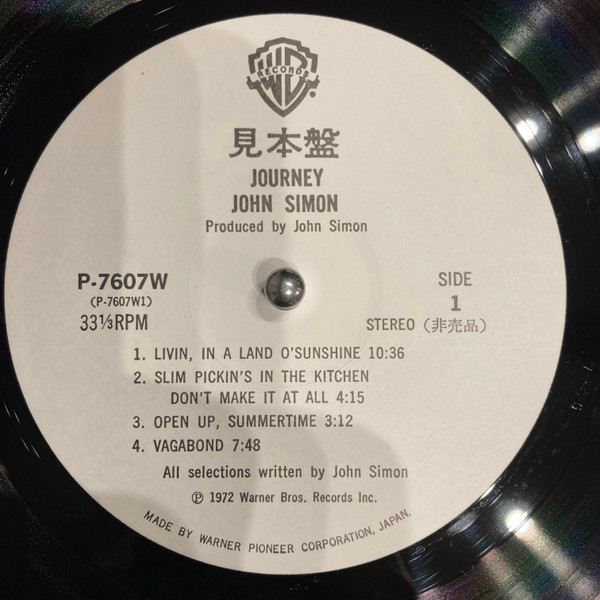 WB RECORDS ®
見本盤
JOURNEY
JOHN SIMON
Produced by John Simon
P-7607W
(P-7607W1)
33⅓RPM
SIDE
1
STEREO (非売品)
1. LIVIN, IN A LAND O'SUNSHINE 10:36
2. SLIM PICKIN'S IN THE KITCHEN
DON'T MAKE IT AT ALL 4:15
3. OPEN UP, SUMMERTIME 3:12
4. VAGABOND 7:48
All selections written by John Simon
Ⓟ 1972 Warner Bros. Records Inc.
MADE BY WARNER PIONEER CORPORATION, JAPAN.